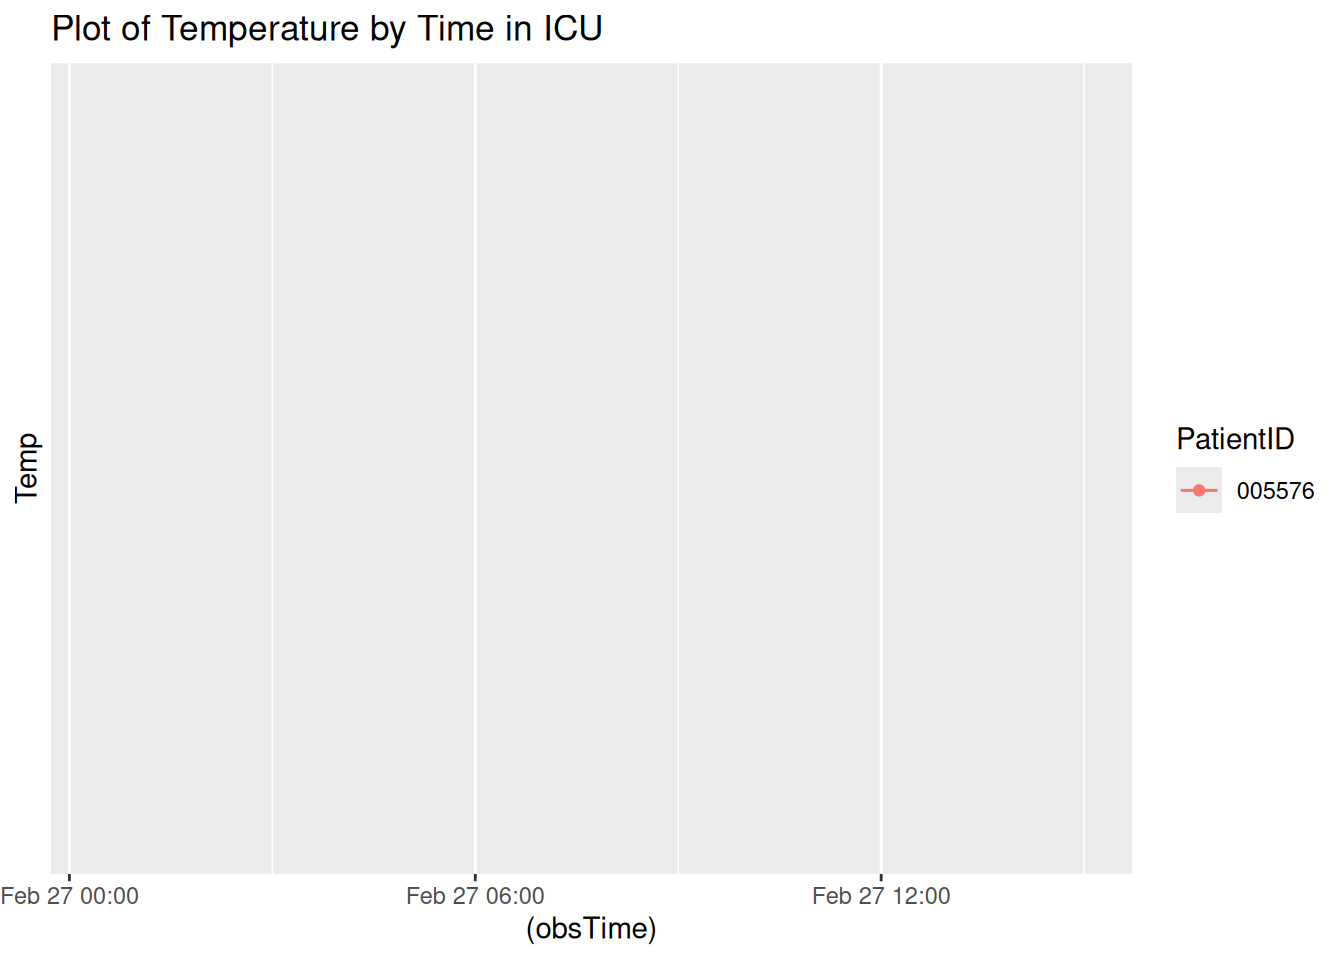 Plot of Temperature by Time in ICU
Temp
PatientID
005576
Feb 27 00:00 Feb 27 06:00 Feb 27 12:00
(obsTime)